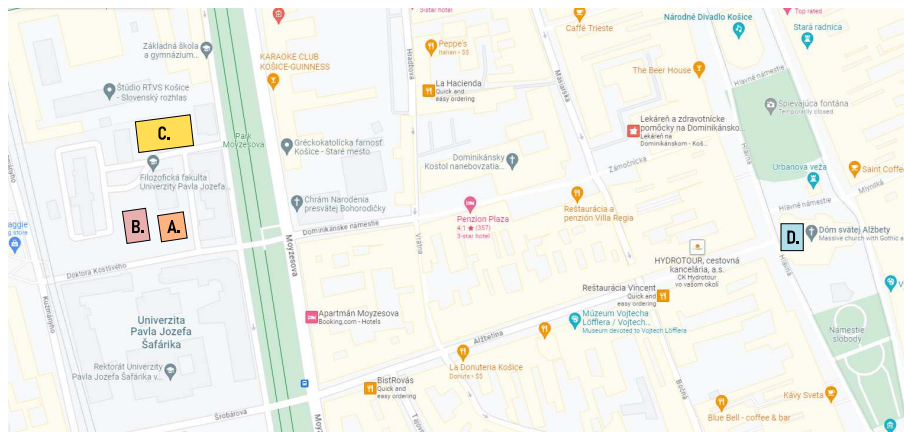 3-star hotel
Top rated
Caffé Trieste
Národné Divadlo Košice
Stará radnica
Základná škola
a gymnázium...
KARAOKE CLUB
KOŠICE-GUINNESS
Peppe's
Italian • $$
Hradbová
Mäsiarska
The Beer House
Hlavné námestie
Štúdio RTVS Košice
- Slovenský rozhlas
La Hacienda
Quick and
easy ordering
Spievajúca fontána
Temporarily closed
Lekáreň a zdravotnícke
pomôcky na Dominikánsko...
Lekáreň na
Dominikánskom - Koš...
C.
Park
Moyzesova
Gréckokatolícka farnosť
Košice - Staré mesto
Dominikánsky
Kostol nanebovzatia...
Zámočnícka
Hlavná
Filozofická fakulta
Univerzity Pavla Jozefa...
Urbanova veža
Saint Coffee
Mlynská
Chrám Narodenia
presvätej Bohorodičky
Reštaurácia a
penzión Villa Regia
Hlavné námestie
B.
A.
Penzion Plaza
4.1 ★ (357)
3-star hotel
Dominikánske námestie
D.
Dóm svätej Alžbety
Massive church with Gothic a
aggie
g store
Moyzesova
Vrátna
HYDROTOUR, cestovná
kancelária, a.s.
CK Hydrotour
vo vašom okolí
Hlavná
Doktora Kostlivého
Kuzmányho
Reštaurácia Vincent
Quick and
easy ordering
Univerzita
Pavla Jozefa
Šafárika
Apartmán Moyzesova
Booking.com - Hotels
Múzeum Vojtecha
Löfflera / Vojtech...
Museum devoted to Vojtech Löffler
Alžbetina
Námestie
slobody
Rektorát Univerzity
Pavla Jozefa Šafárika v...
La Donuteria Košice
Donuts • $$
BistRovás
Quick and
easy ordering
Bočná
Kávy Sveta
Šrobárova
Blue Bell - coffee & bar